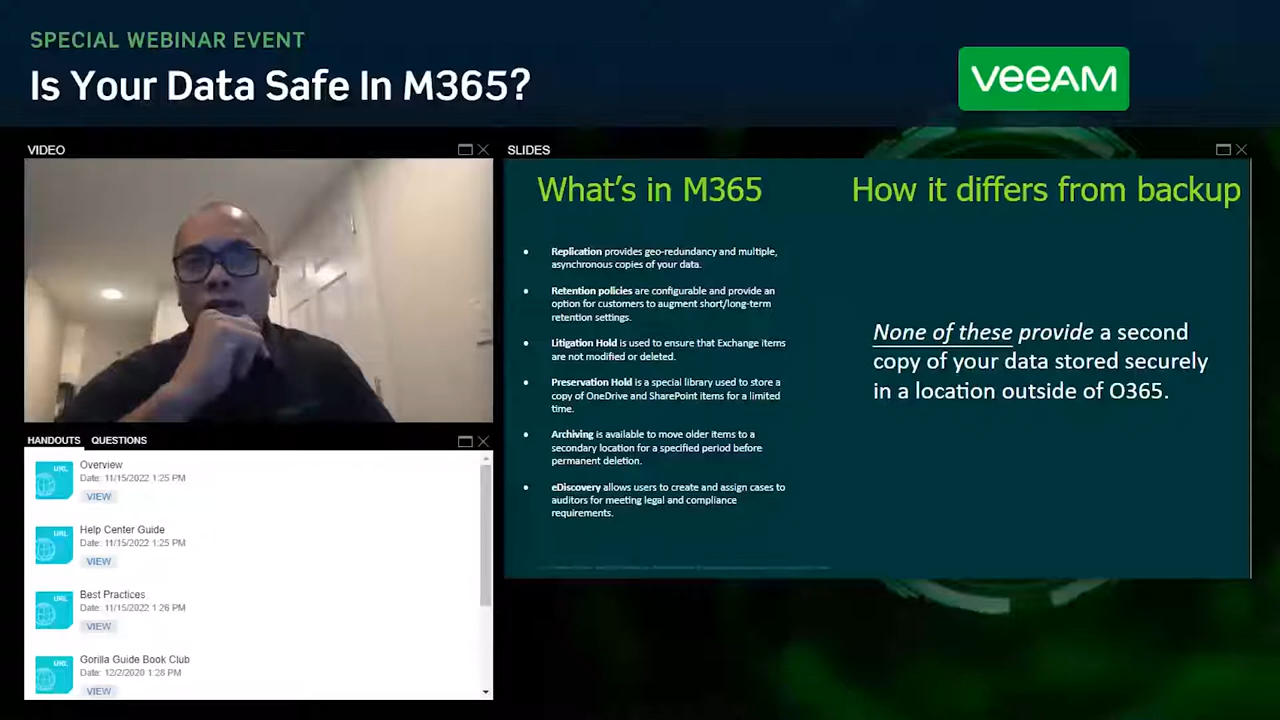 SPECIAL WEBINAR EVENT
Is Your Data Safe In M365?
veeAM
VIDEO
SLIDES
What's in M365
How it differs from backup
• Replication provides geo-redundancy and multiple,
asynchronous copies of your data.
• Retention policies are configurable and provide an
option for customers to augment short/long-term
retention settings.
• Litigation Hold is used to ensure that Exchange items
are not modified or deleted.
• Preservation Hold is a special library used to store a
copy of OneDrive and SharePoint items for a limited
time.
• Archiving is available to move older items to a
secondary location for a specified period before
permanent deletion.
• eDiscovery allows users to create and assign cases to
auditors for meeting legal and compliance
requirements.
None of these provide a second
copy of your data stored securely
in a location outside of O365.
HANDOUTS QUESTIONS
URL
Overview
Date: 11/15/2022 1:25 PM
VIEW
URL
Help Center Guide
Date: 11/15/2022 1:25 PM
VIEW
URL
Best Practices
Date: 11/15/2022 1:26 PM
VIEW
URL
Gorilla Guide Book Club
Date: 12/2/2020 1:28 PM
VIEW